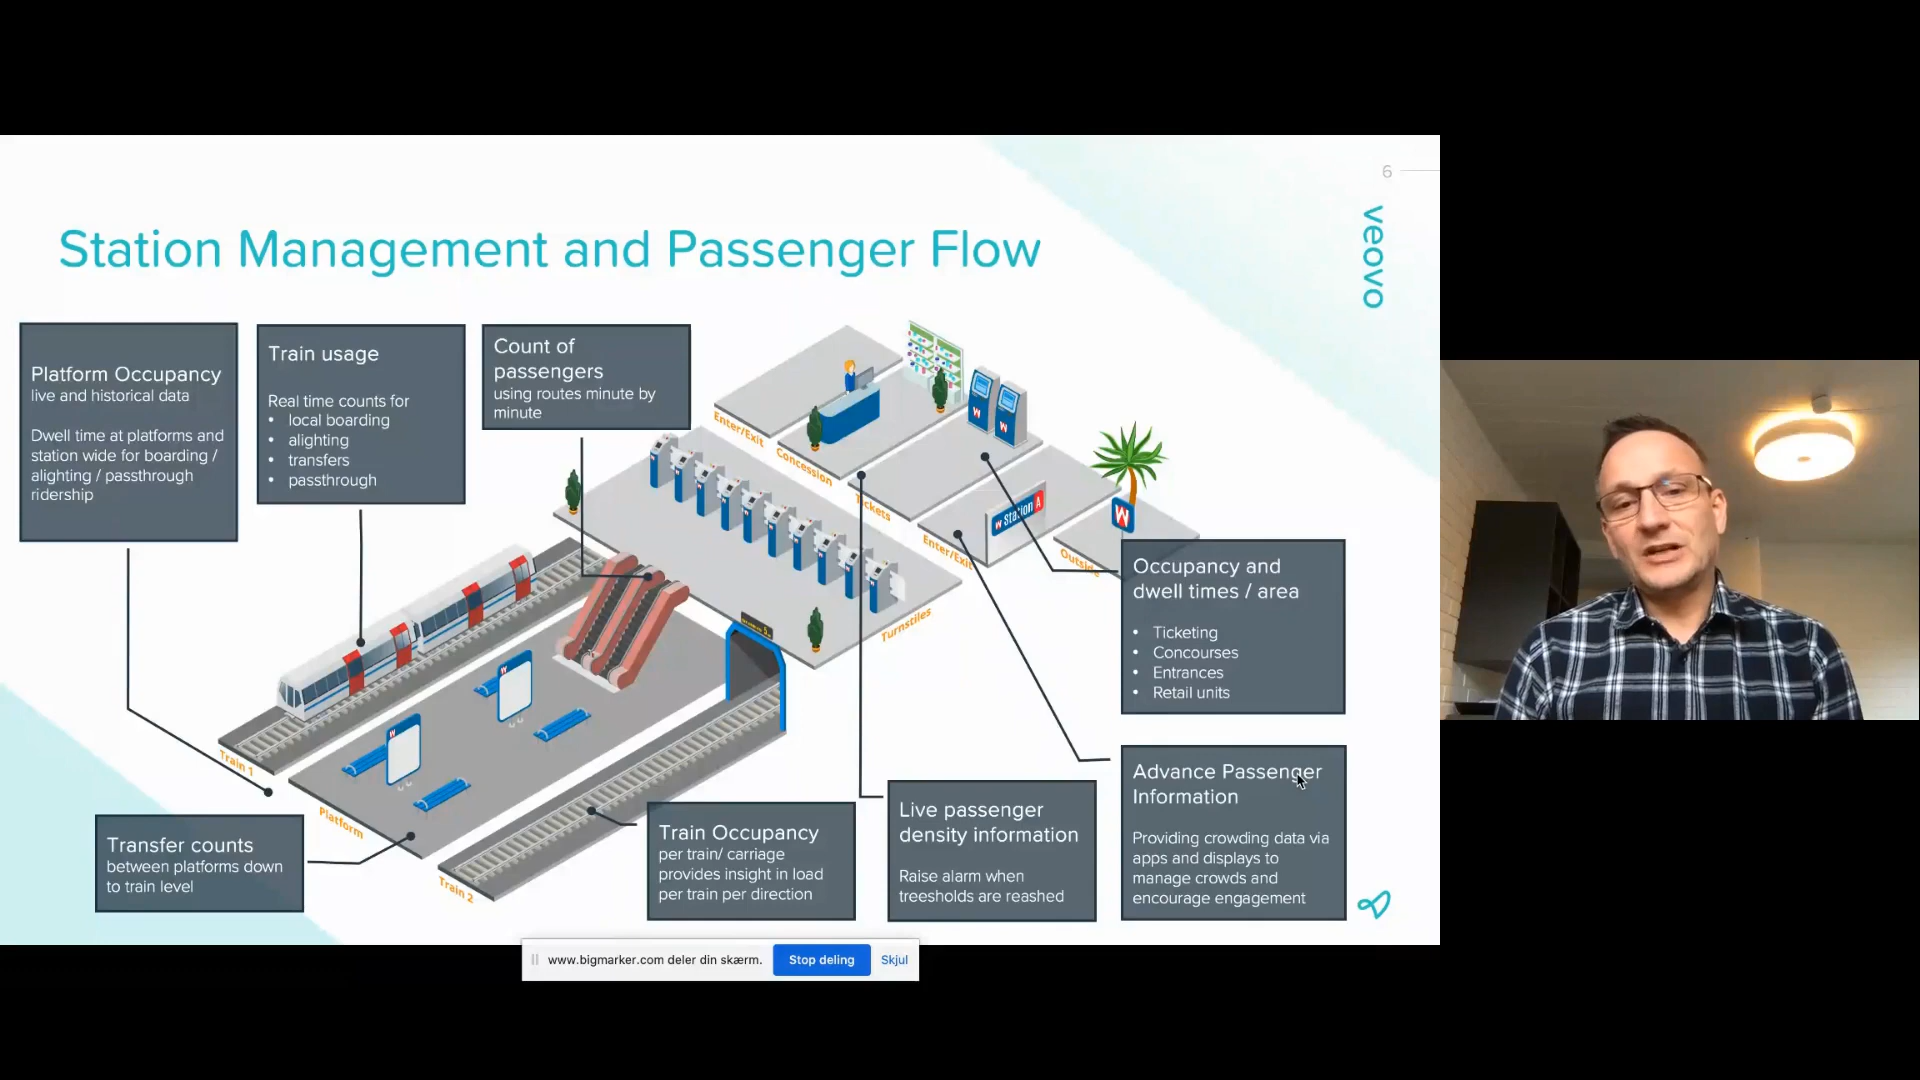 6
veovo
Station Management and Passenger Flow
Platform Occupancy
live and historical data
Dwell time at platforms and
station wide for boarding /
alighting / passthrough
ridership
Train usage
Real time counts for
• local boarding
• alighting
• transfers
• passthrough
Count of
passengers
using routes minute by
minute
Enter/Exit
Concession
Tickets
Enter/Exit
Outside
W Station A
W
W
W
Turnstiles
Train 1
Platform
Train 2
W
W
Occupancy and
dwell times / area
• Ticketing
• Concourses
• Entrances
• Retail units
Advance Passenger
Information
Providing crowding data via
apps and displays to
manage crowds and
encourage engagement
Live passenger
density information
Raise alarm when
treesholds are reashed
Train Occupancy
per train/ carriage
provides insight in load
per train per direction
Transfer counts
between platforms down
to train level
www.bigmarker.com deler din skærm.
Stop deling
Skjul